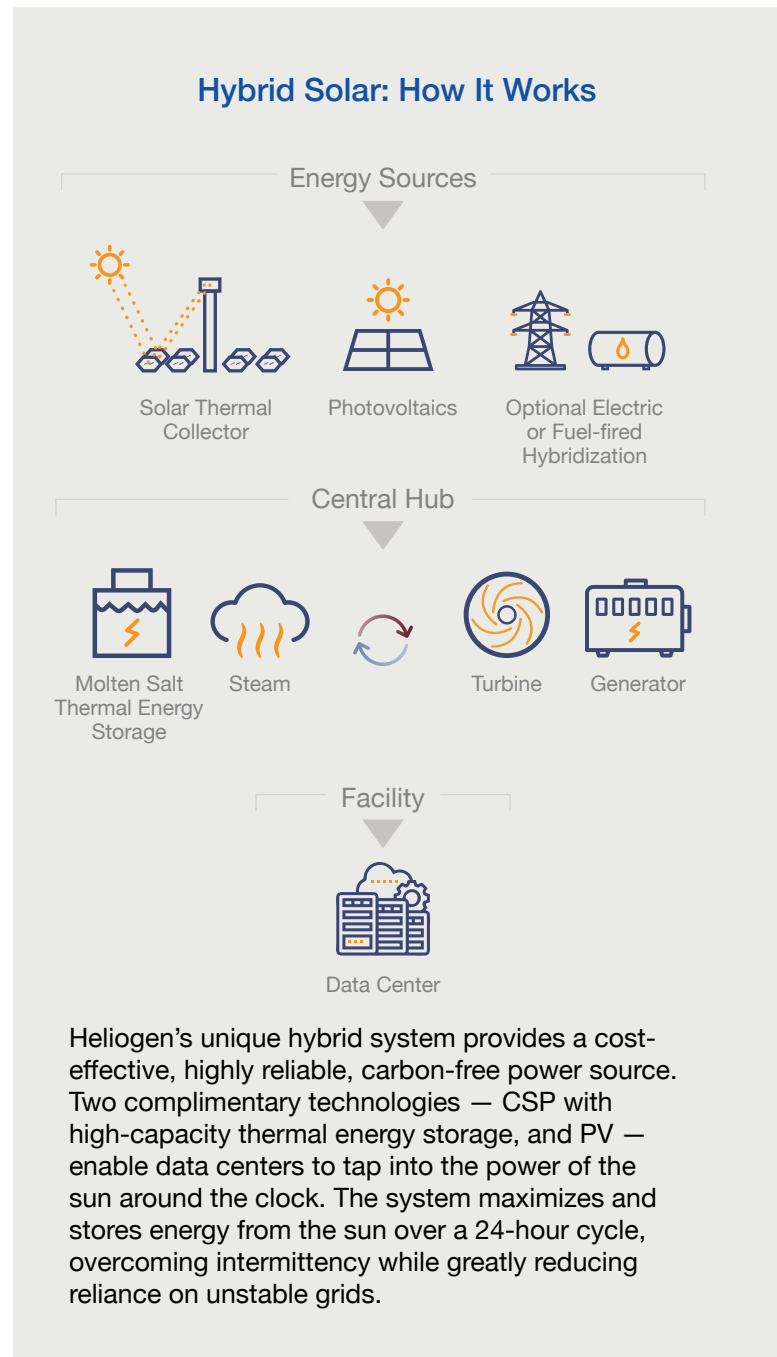 Hybrid Solar: How It Works
Energy Sources
Solar Thermal
Collector
Photovoltaics
Optional Electric
or Fuel-fired
Hybridization
Central Hub
Molten Salt
Thermal Energy
Storage
Steam
Turbine
Generator
Facility
Data Center
Heliogen’s unique hybrid system provides a cost-
effective, highly reliable, carbon-free power source.
Two complimentary technologies — CSP with
high-capacity thermal energy storage, and PV —
enable data centers to tap into the power of the
sun around the clock. The system maximizes and
stores energy from the sun over a 24-hour cycle,
overcoming intermittency while greatly reducing
reliance on unstable grids.